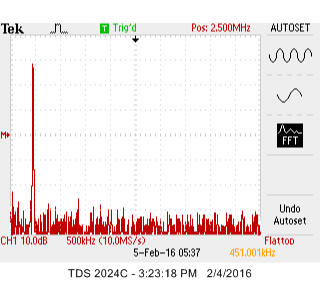 Tek Trig'd Pos: 2.500MHz AUTOSET
M
FFT
Undo
Autoset
CH1 10.0dB 500kHz (10.0MS/s) Flattop
5-Feb-16 05:37 451.001kHz
TDS 2024C - 3:23:18 PM 2/4/2016